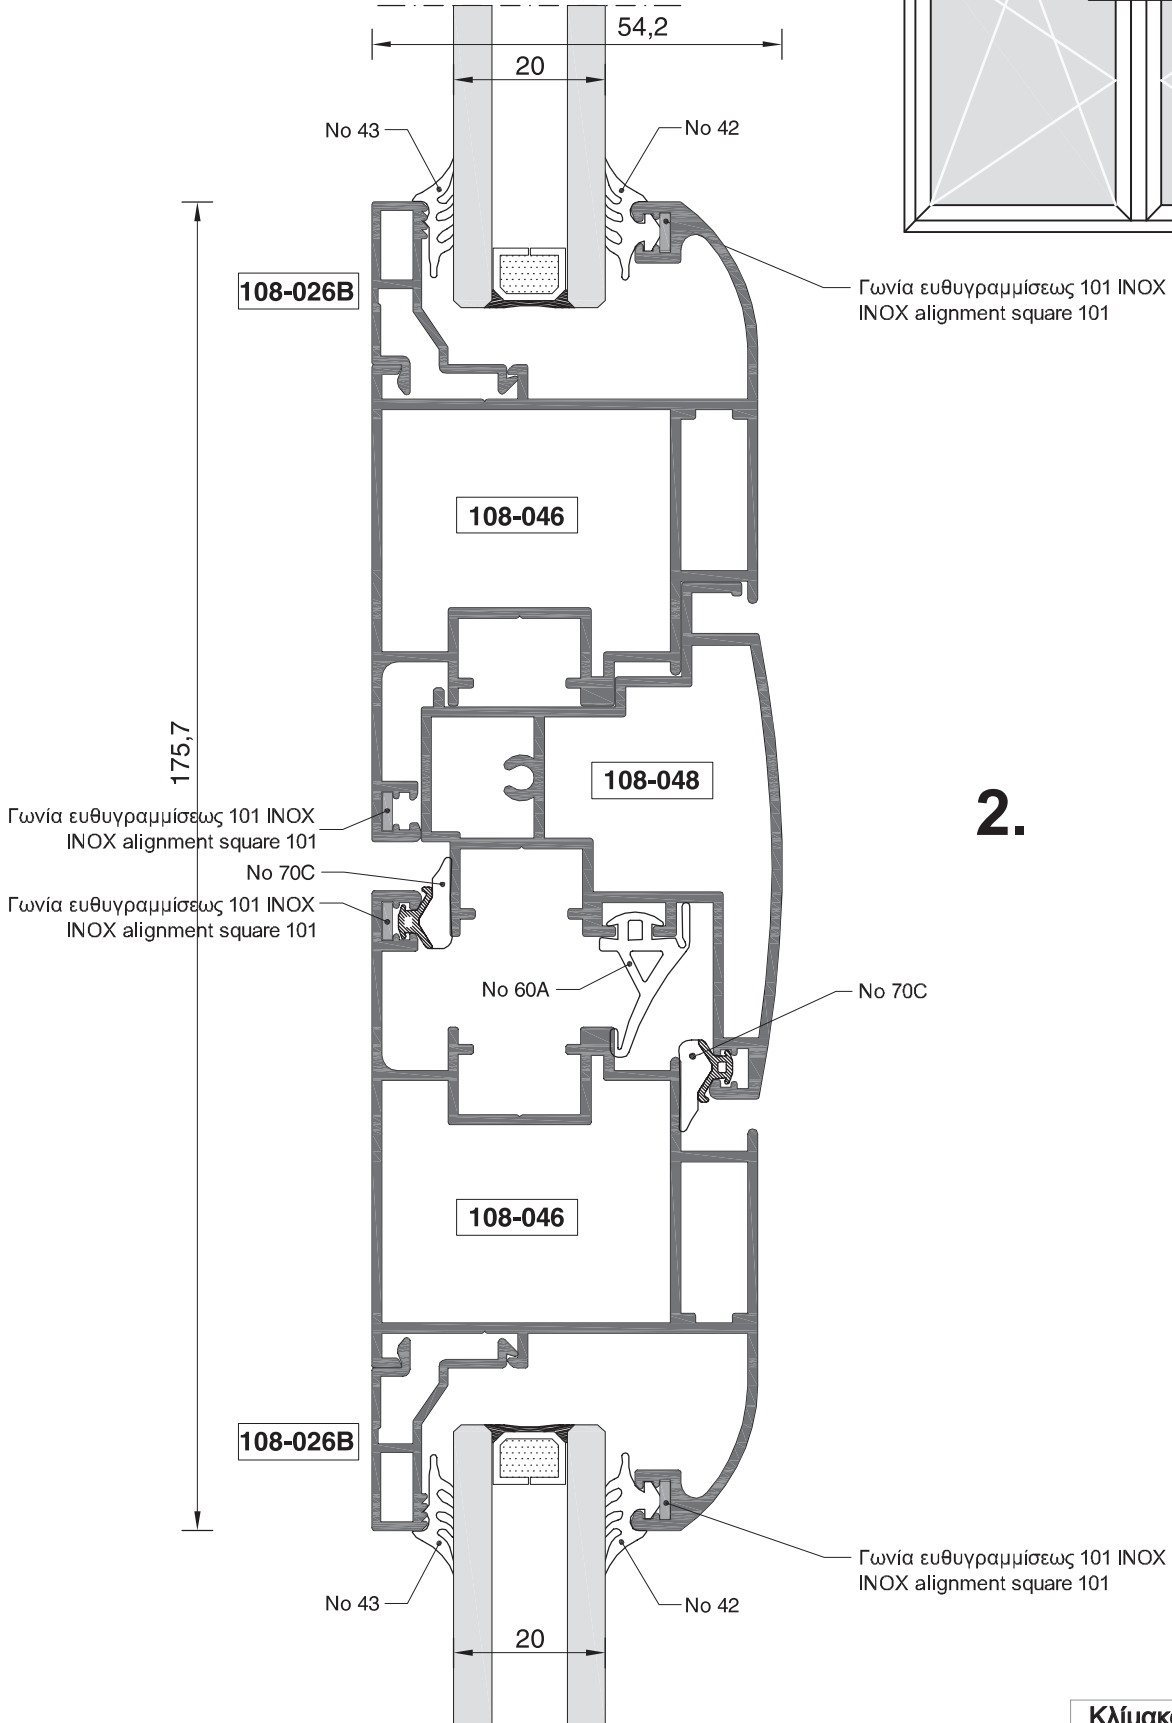 54,2
20
No 43
No 42
Γωνία ευθυγραμμίσεως 101 INOX
INOX alignment square 101
108-026B
108-046
175,7
108-048
2.
Γωνία ευθυγραμμίσεως 101 INOX
INOX alignment square 101
No 70C
Γωνία ευθυγραμμίσεως 101 INOX
INOX alignment square 101
No 60A
No 70C
108-046
108-026B
Γωνία ευθυγραμμίσεως 101 INOX
INOX alignment square 101
No 43
No 42
20